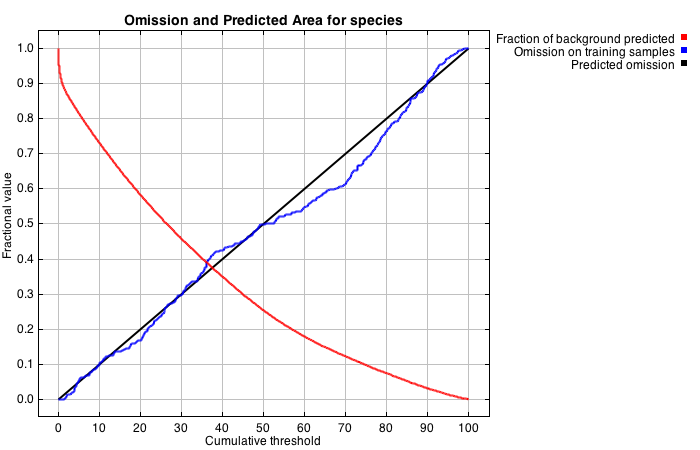 Omission and Predicted Area for species
Fraction of background predicted
Omission on training samples
Predicted omission
Fractional value
1.0
0.9
0.8
0.7
0.6
0.5
0.4
0.3
0.2
0.1
0.0
0 10 20 30 40 50 60 70 80 90 100
Cumulative threshold